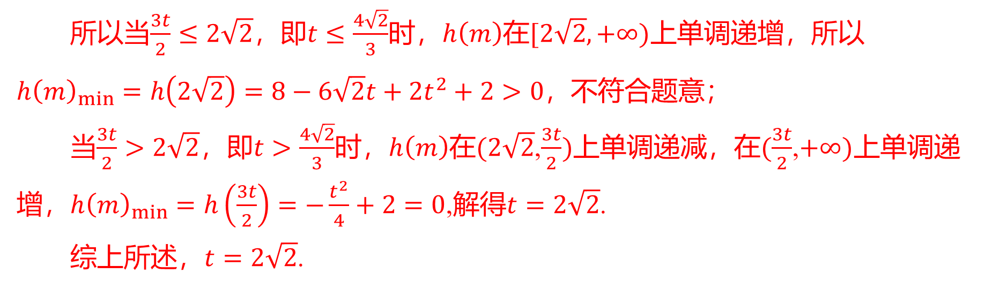 所以当$\frac{3t}{2} \leq 2\sqrt{2}$，即$t \leq \frac{4\sqrt{2}}{3}$时，$h(m)$在$[2\sqrt{2},+\infty)$上单调递增，所以
$h(m)_{\min} = h(2\sqrt{2}) = 8 - 6\sqrt{2}t + 2t^2 + 2 > 0$，不符合题意；
当$\frac{3t}{2} > 2\sqrt{2}$，即$t > \frac{4\sqrt{2}}{3}$时，$h(m)$在$(2\sqrt{2},\frac{3t}{2})$上单调递减，在$(\frac{3t}{2},+\infty)$上单调递
增，$h(m)_{\min} = h\left(\frac{3t}{2}\right) = -\frac{t^2}{4} + 2 = 0$,解得$t = 2\sqrt{2}$.
综上所述，$t = 2\sqrt{2}$.